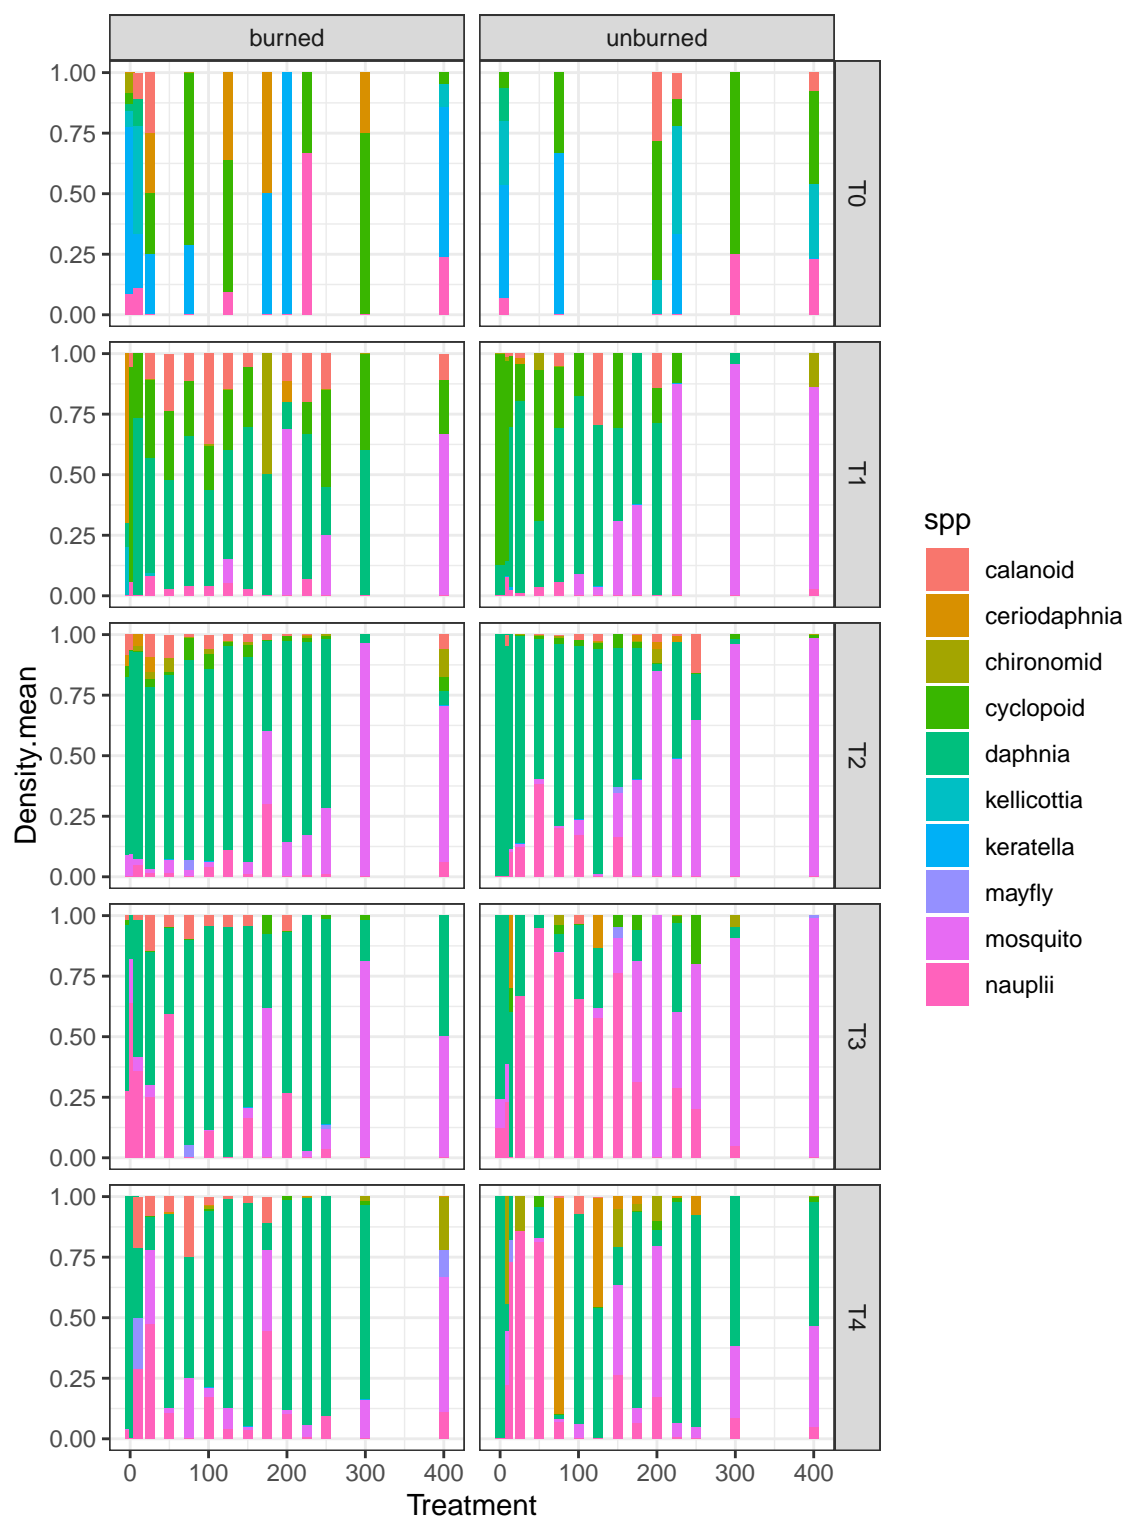 burned unburned
1.00
0.75
0.50
0.25
0.00
T0
1.00
0.75
0.50
0.25
0.00
T1
1.00
0.75
0.50
0.25
0.00
T2
1.00
0.75
0.50
0.25
0.00
T3
1.00
0.75
0.50
0.25
0.00
T4
Density.mean
0 100 200 300 400 0 100 200 300 400
Treatment
spp
calanoid
ceriodaphnia
chironomid
cyclopoid
daphnia
kellicottia
keratella
mayfly
mosquito
nauplii